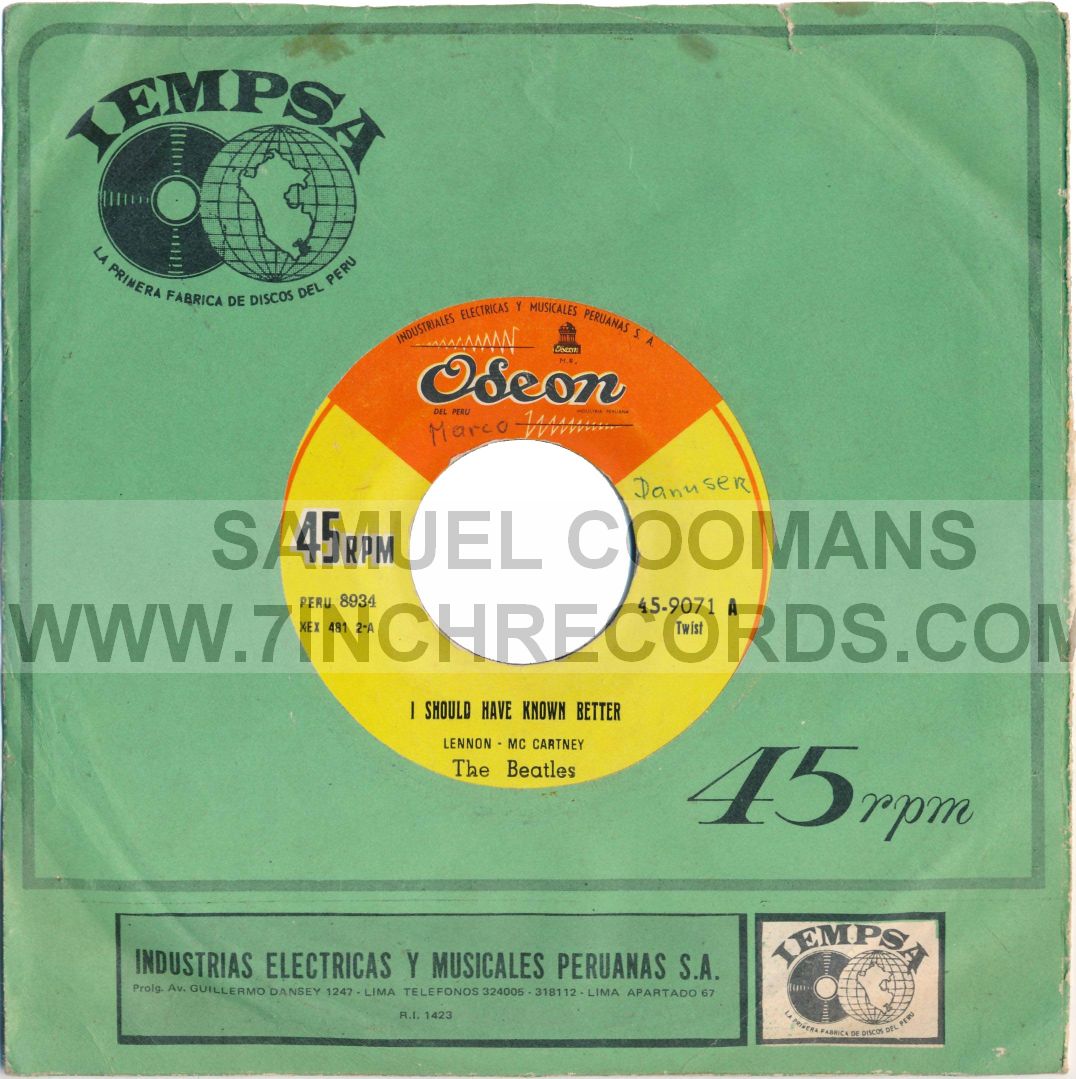 IEMPSA
LA PRIMERA FABRICA DE DISCOS DEL PERU
INDUSTRIALES ELECTRICAS Y MUSICALES PERUANAS S. A.
Odeon
M.R.
Odeon
DEL PERU
INDUSTRIA PERUANA
Marco
Danuser
45 RPM
PERU 8934
XEX 481 2-A
45-9071 A
Twist
SAMUEL COOMANS
WWW.7INCHRECORDS.COM
I SHOULD HAVE KNOWN BETTER
LENNON - MC CARTNEY
The Beatles
45 rpm
INDUSTRIAS ELECTRICAS Y MUSICALES PERUANAS S.A.
Prolg. Av. GUILLERMO DANSEY 1247 - LIMA TELEFONOS 324005 - 318112 - LIMA APARTADO 67
R.I. 1423
IEMPSA
LA PRIMERA FABRICA DE DISCOS DEL PERU